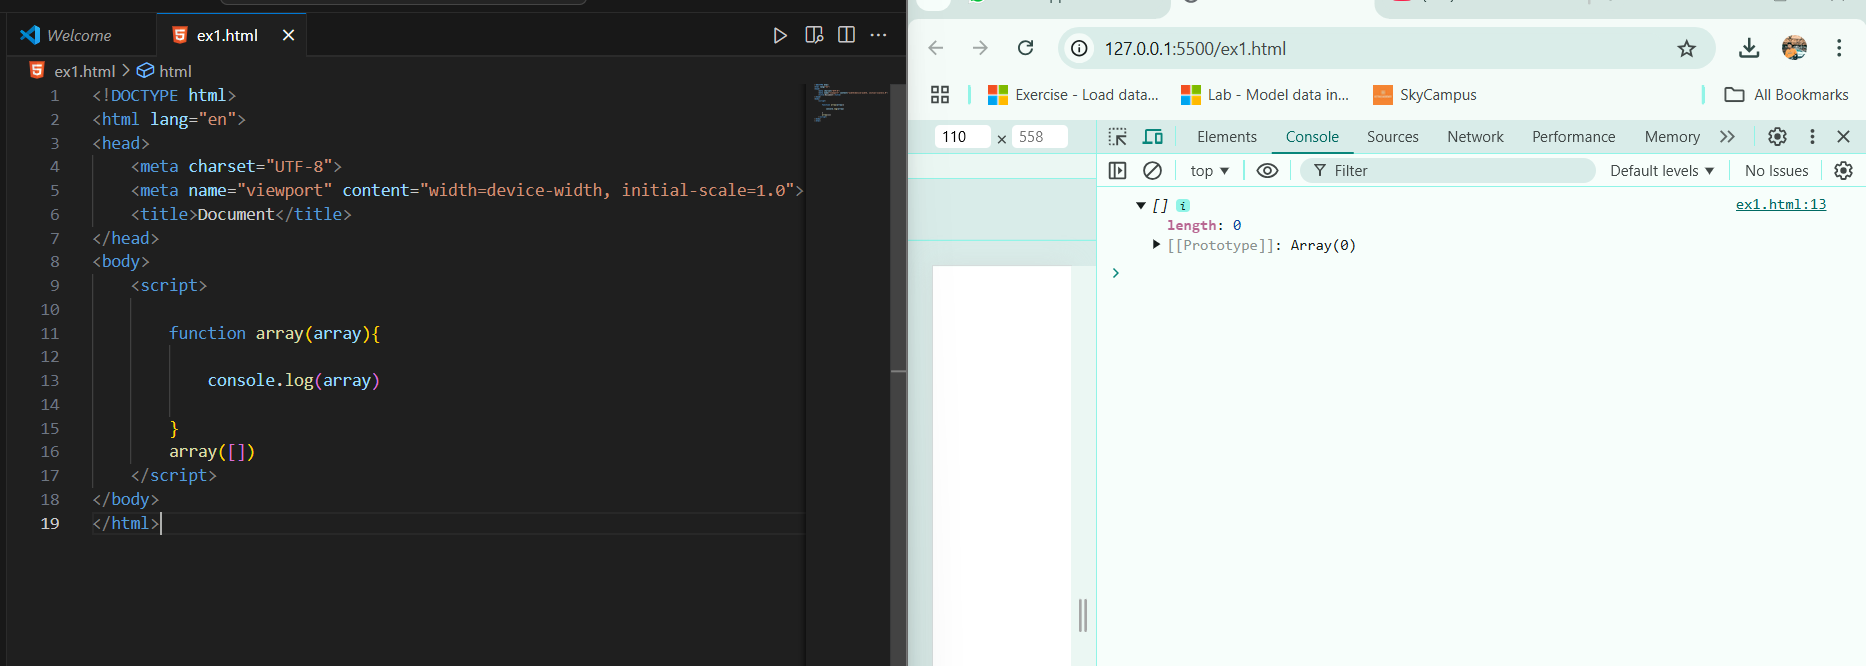 Welcome
ex1.html
ex1.html > html
1 <!DOCTYPE html>
2 <html lang="en">
3 <head>
4 <meta charset="UTF-8">
5 <meta name="viewport" content="width=device-width, initial-scale=1.0">
6 <title>Document</title>
7 </head>
8 <body>
9 <script>
10
11 function array(array){
12
13 console.log(array)
14
15 }
16 array([])
17 </script>
18 </body>
19 </html>
127.0.0.1:5500/ex1.html
Exercise - Load data...
Lab - Model data in...
SkyCampus
All Bookmarks
110 × 558
Elements Console Sources Network Performance Memory
top Filter Default levels No Issues
[] i ex1.html:13
length: 0
[[Prototype]]: Array(0)